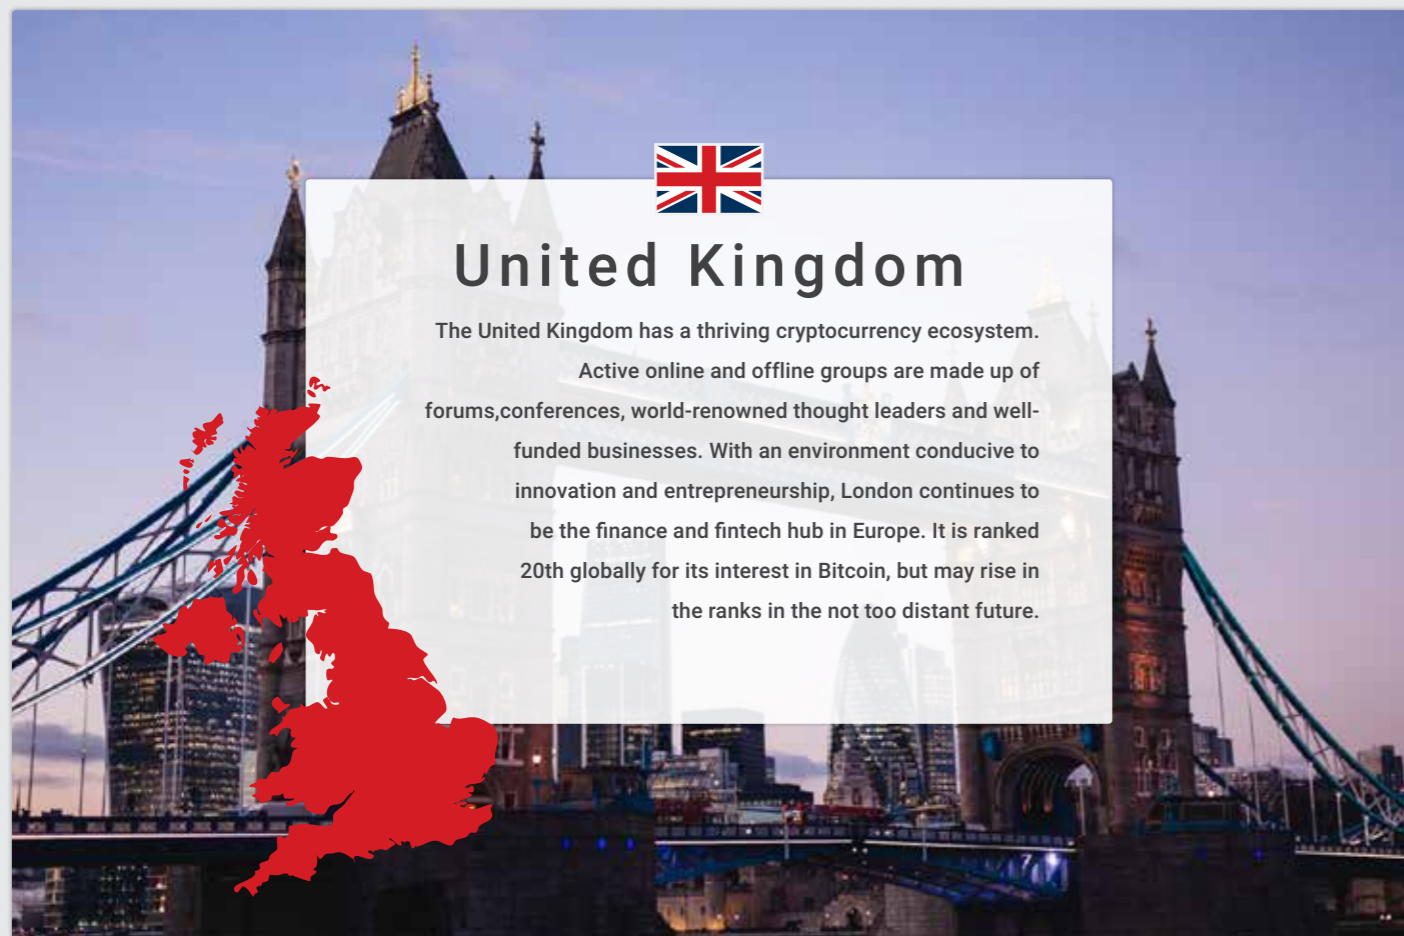 United Kingdom
The United Kingdom has a thriving cryptocurrency ecosystem.
Active online and offline groups are made up of
forums,conferences, world-renowned thought leaders and well-
funded businesses. With an environment conducive to
innovation and entrepreneurship, London continues to
be the finance and fintech hub in Europe. It is ranked
20th globally for its interest in Bitcoin, but may rise in
the ranks in the not too distant future.